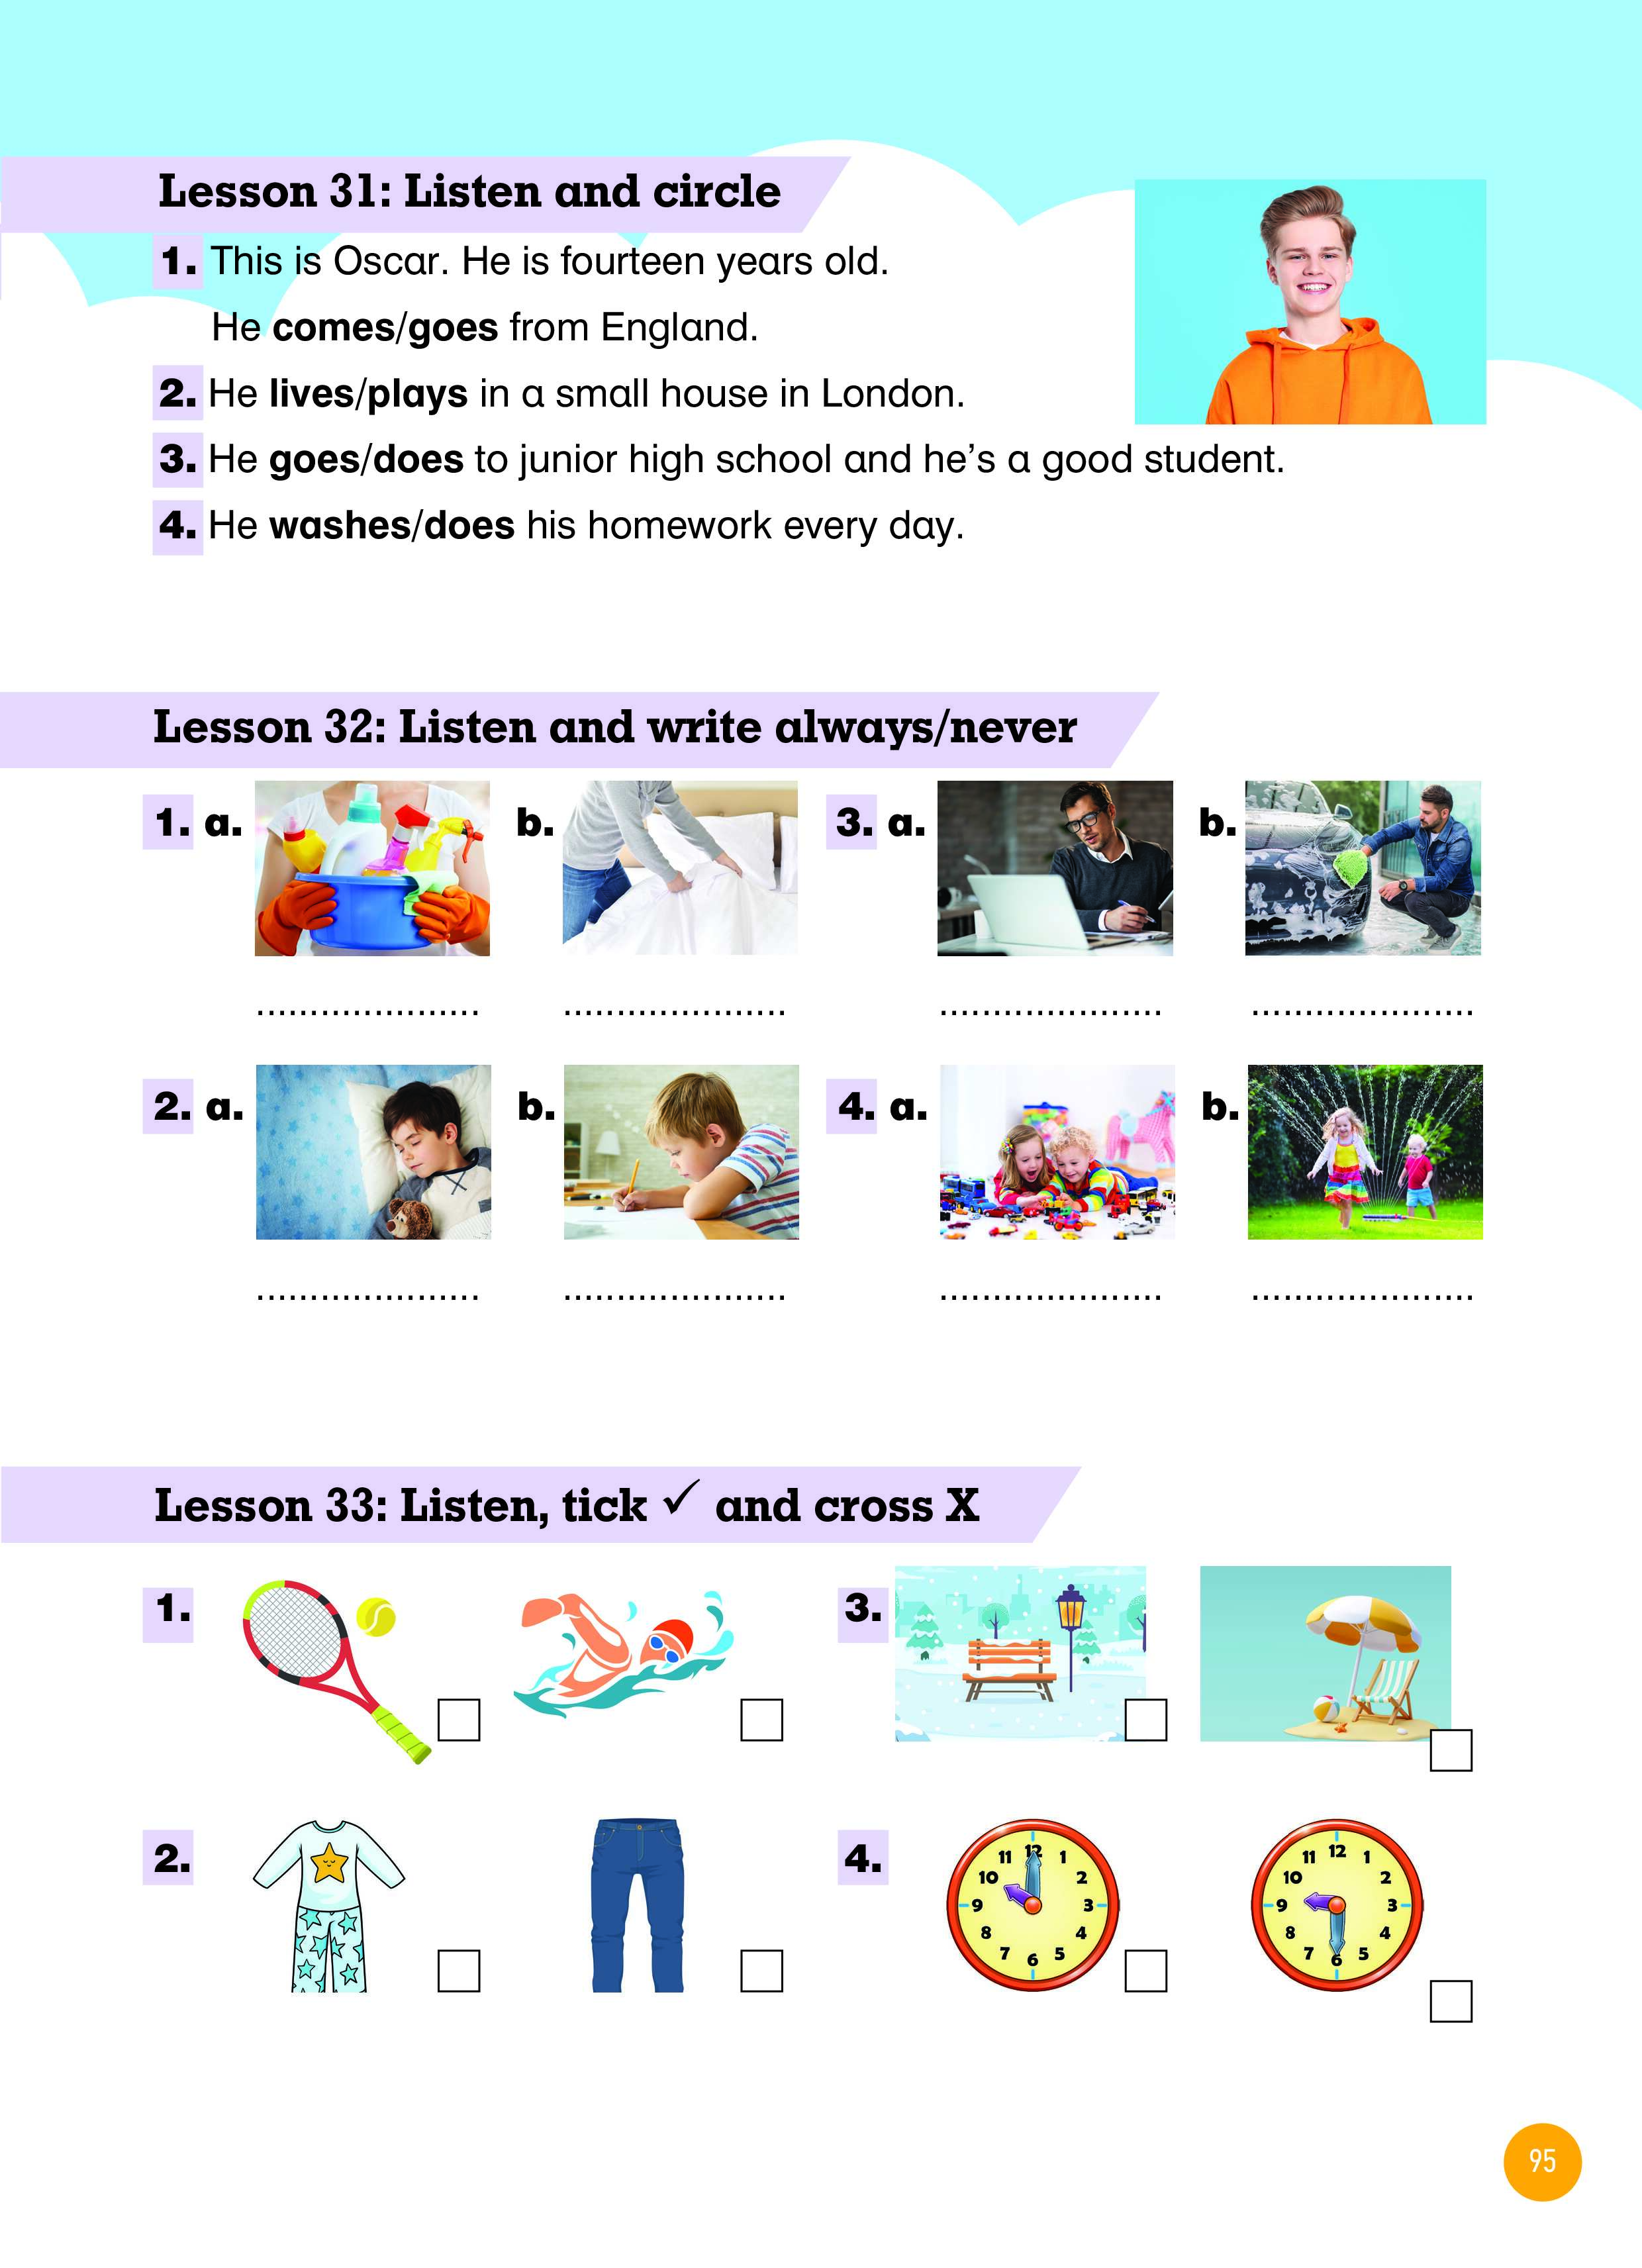 Lesson 31: Listen and circle
1. This is Oscar. He is fourteen years old.
He comes/goes from England.
2. He lives/plays in a small house in London.
3. He goes/does to junior high school and he's a good student.
4. He washes/does his homework every day.
Lesson 32: Listen and write always/never
1. a. b. 3. a. b.
..................... ..................... ..................... .....................
2. a. b. 4. a. b.
..................... ..................... ..................... .....................
Lesson 33: Listen, tick ✓ and cross X
1. 3.
2. 4.
12 1 2 3 4 5 6 7 8 9 10 11
12 1 2 3 4 5 6 7 8 9 10 11
95